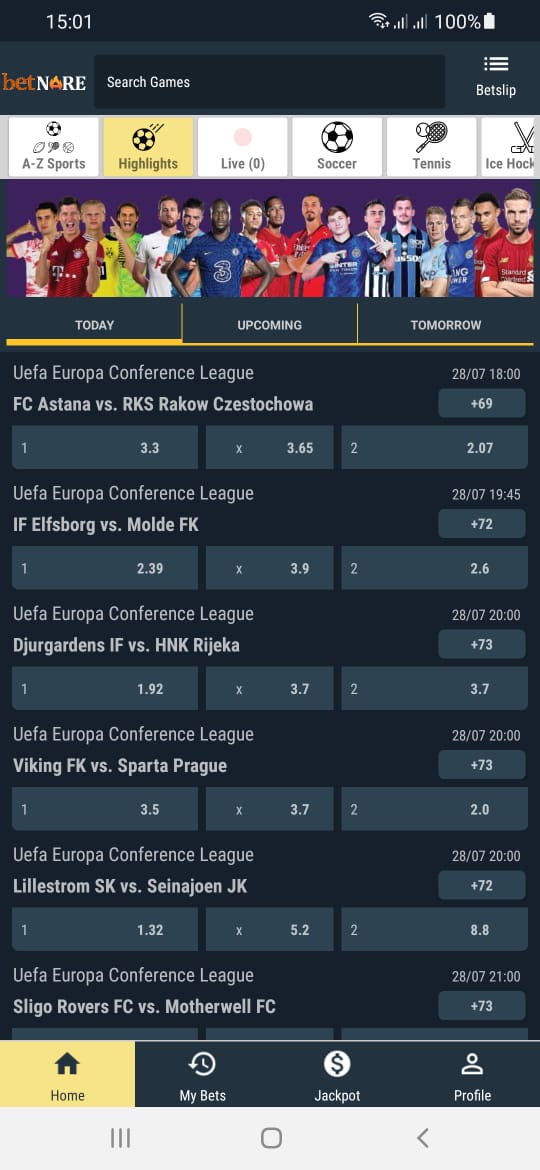 15:01 100%
betNARE Search Games Betslip
A-Z Sports Highlights Live (0) Soccer Tennis Ice Hock
TODAY UPCOMING TOMORROW
Uefa Europa Conference League 28/07 18:00
FC Astana vs. RKS Rakow Czestochowa +69
1 3.3 x 3.65 2 2.07
Uefa Europa Conference League 28/07 19:45
IF Elfsborg vs. Molde FK +72
1 2.39 x 3.9 2 2.6
Uefa Europa Conference League 28/07 20:00
Djurgardens IF vs. HNK Rijeka +73
1 1.92 x 3.7 2 3.7
Uefa Europa Conference League 28/07 20:00
Viking FK vs. Sparta Prague +73
1 3.5 x 3.7 2 2.0
Uefa Europa Conference League 28/07 20:00
Lillestrom SK vs. Seinajoen JK +72
1 1.32 x 5.2 2 8.8
Uefa Europa Conference League 28/07 21:00
Sligo Rovers FC vs. Motherwell FC +73
Home My Bets Jackpot Profile